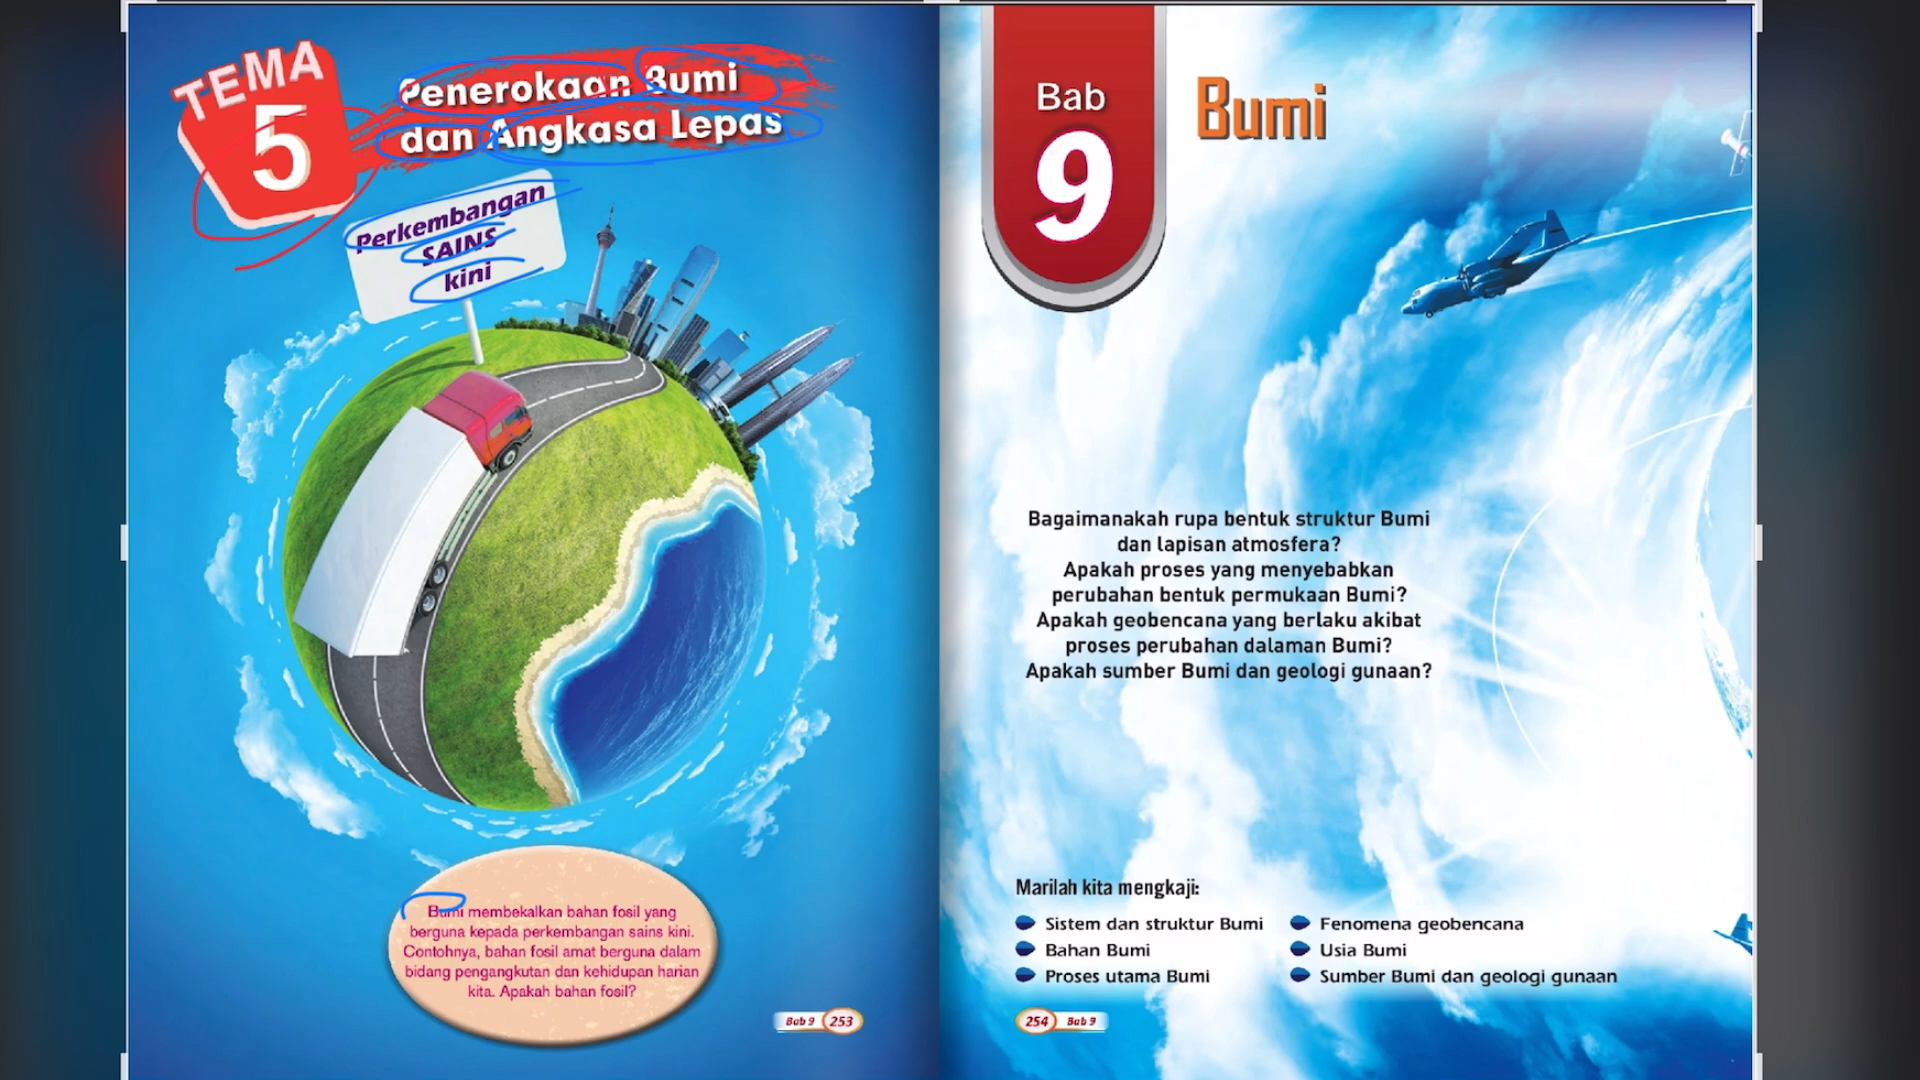 TEMA
5
Penerokaan Bumi
dan Angkasa Lepas
Perkembangan
SAINS
kini
Bumi membekalkan bahan fosil yang
berguna kepada perkembangan sains kini.
Contohnya, bahan fosil amat berguna dalam
bidang pengangkutan dan kehidupan harian
kita. Apakah bahan fosil?
Bab 9 253
Bab
9
Bumi
Bagaimanakah rupa bentuk struktur Bumi
dan lapisan atmosfera?
Apakah proses yang menyebabkan
perubahan bentuk permukaan Bumi?
Apakah geobencana yang berlaku akibat
proses perubahan dalaman Bumi?
Apakah sumber Bumi dan geologi gunaan?
Marilah kita mengkaji:
Sistem dan struktur Bumi
Bahan Bumi
Proses utama Bumi
Fenomena geobencana
Usia Bumi
Sumber Bumi dan geologi gunaan
254 Bab 9